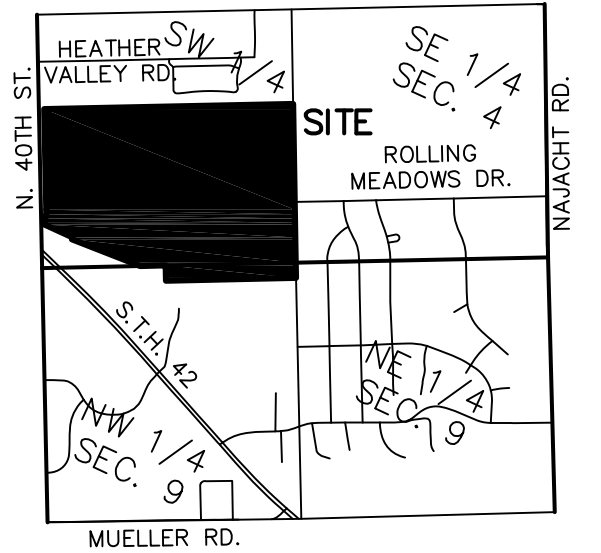 HEATHER
VALLEY RD.
SW 1/4
SE 1/4
SEC. 4
N. 40TH ST.
SITE
ROLLING
MEADOWS DR.
NAJACHT RD.
S.T.H. 42
NE 1/4
SEC. 9
NW 1/4
SEC. 9
MUELLER RD.